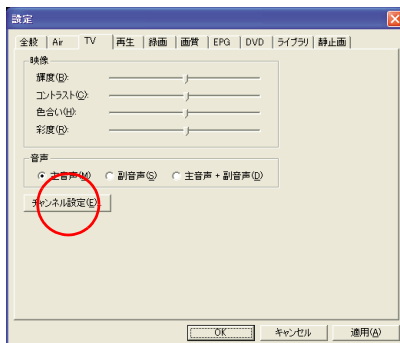 設定
全般 Air TV 再生 録画 画質 EPG DVD ライブラリ 静止画
映像
輝度(B):
コントラスト(C):
色合い(H):
彩度(R):
音声
主音声(M) 副音声(S) 主音声 + 副音声(D)
チャンネル設定(E)...
OK キャンセル 適用(A)